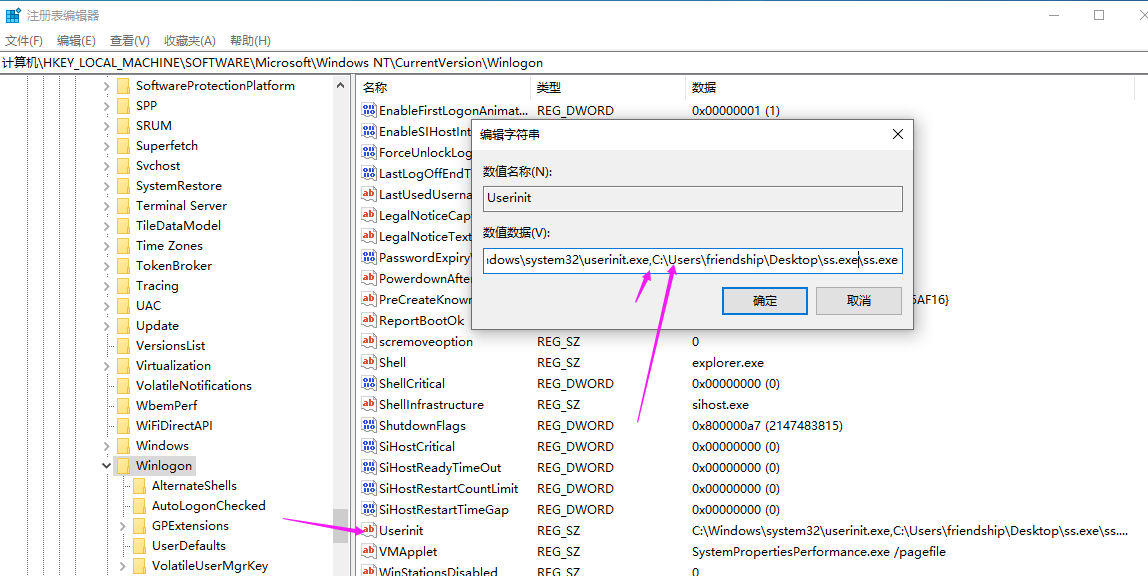 注册表编辑器
文件(F) 编辑(E) 查看(V) 收藏夹(A) 帮助(H)
计算机\HKEY_LOCAL_MACHINE\SOFTWARE\Microsoft\Windows NT\CurrentVersion\Winlogon
SoftwareProtectionPlatform
SPP
SRUM
Superfetch
Svchost
SystemRestore
Terminal Server
TileDataModel
Time Zones
TokenBroker
Tracing
UAC
Update
VersionsList
Virtualization
VolatileNotifications
WbemPerf
WiFiDirectAPI
Windows
Winlogon
AlternateShells
AutoLogonChecked
GPExtensions
UserDefaults
VolatileUserMgrKey
名称 类型 数据
EnableFirstLogonAnimat... REG_DWORD 0x00000001 (1)
EnableSIHostInt
ForceUnlockLog
LastLogOffEndT
LastUsedUserna
LegalNoticeCap
LegalNoticeText
PasswordExpiry
PowerdownAfte
PreCreateKnown 5AF16}
ReportBootOk
scremoveoption REG_SZ 0
Shell REG_SZ explorer.exe
ShellCritical REG_DWORD 0x00000000 (0)
ShellInfrastructure REG_SZ sihost.exe
ShutdownFlags REG_DWORD 0x800000a7 (2147483815)
SiHostCritical REG_DWORD 0x00000000 (0)
SiHostReadyTimeOut REG_DWORD 0x00000000 (0)
SiHostRestartCountLimit REG_DWORD 0x00000000 (0)
SiHostRestartTimeGap REG_DWORD 0x00000000 (0)
Userinit REG_SZ C:\Windows\system32\userinit.exe,C:\Users\friendship\Desktop\ss.exe\ss....
VMApplet REG_SZ SystemPropertiesPerformance.exe /pagefile
WinStationsDisabled REG_SZ 0
编辑字符串
数值名称(N):
Userinit
数值数据(V):
dows\system32\userinit.exe,C:\Users\friendship\Desktop\ss.exe\ss.exe
确定 取消